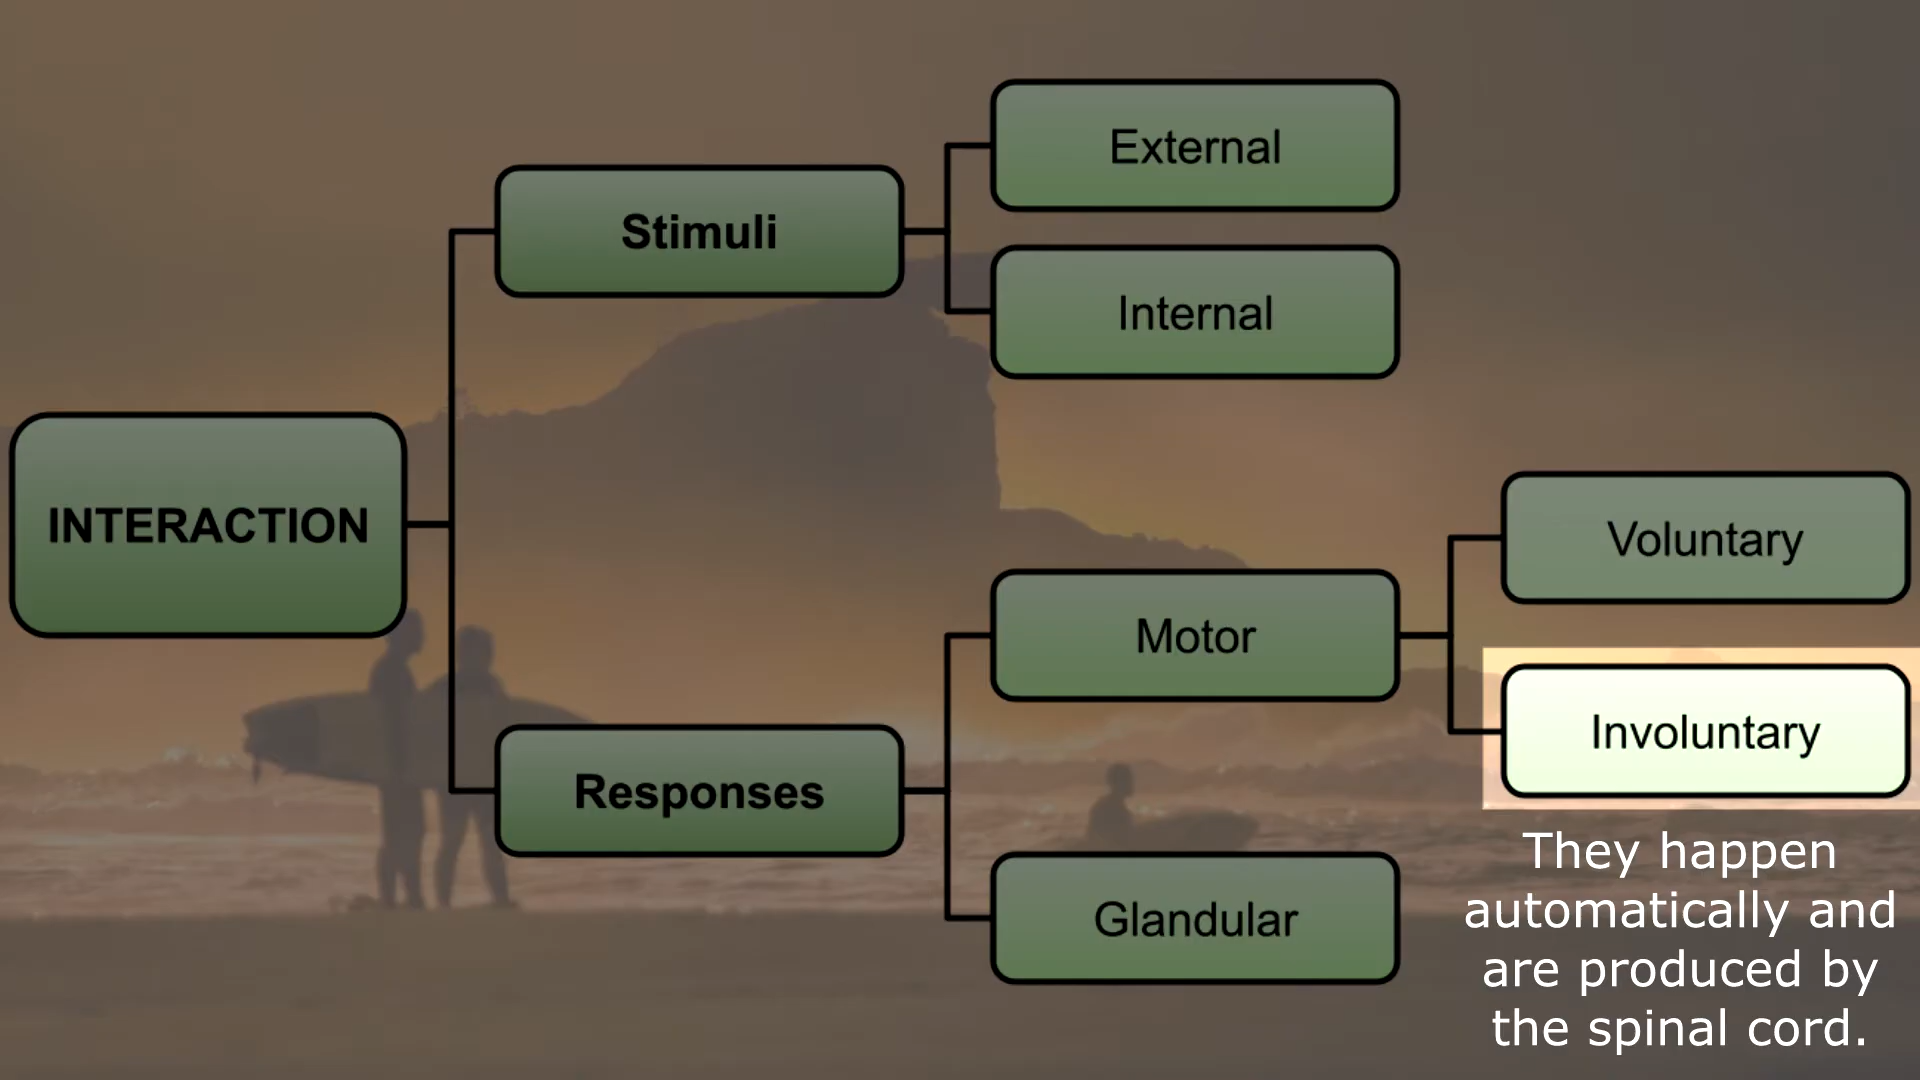 External
Stimuli
Internal
INTERACTION
Voluntary
Motor
Involuntary
Responses
Glandular
They happen
automatically and
are produced by
the spinal cord.